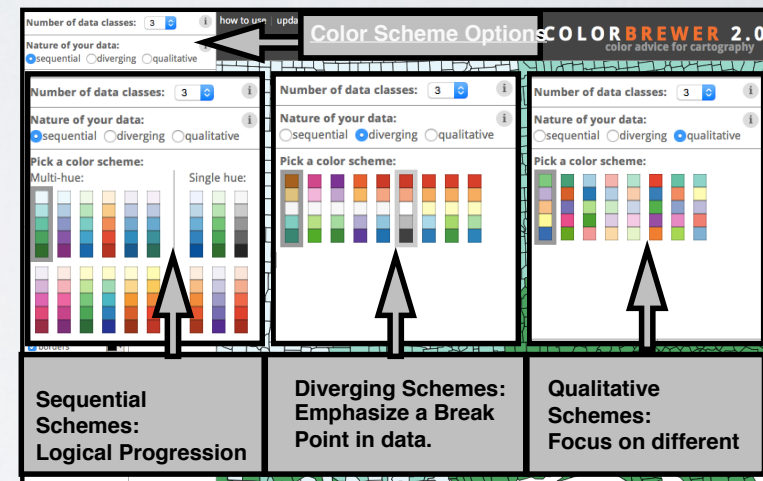 Number of data classes: 3 i
Nature of your data: i
sequential diverging qualitative
how to use | upda
Color Scheme Options
COLORBREWER 2.0
color advice for cartography
Number of data classes: 3 i
Nature of your data: i
sequential diverging qualitative
Pick a color scheme:
Multi-hue: Single hue:
borders
Number of data classes: 3 i
Nature of your data: i
sequential diverging qualitative
Pick a color scheme:
Number of data classes: 3 i
Nature of your data: i
sequential diverging qualitative
Pick a color scheme:
Sequential
Schemes:
Logical Progression
Diverging Schemes:
Emphasize a Break
Point in data.
Qualitative
Schemes:
Focus on different